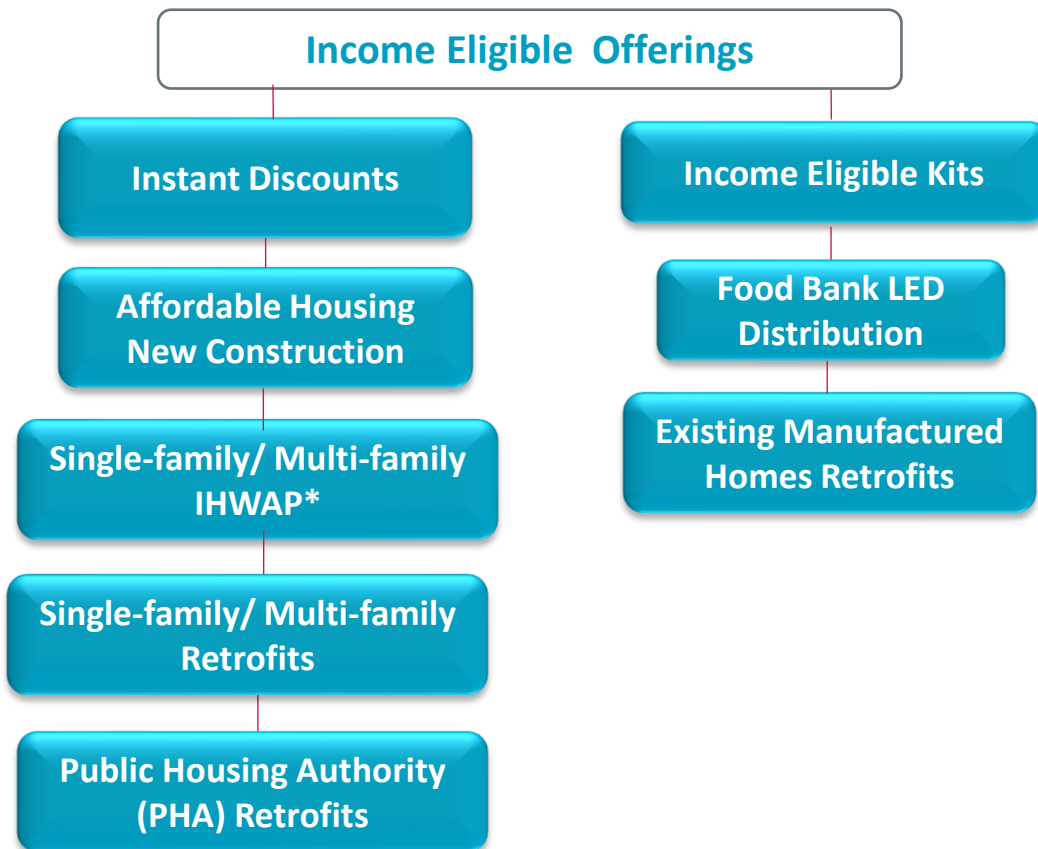 Income Eligible Offerings
Instant Discounts
Affordable Housing
New Construction
Single-family/ Multi-family
IHWAP*
Single-family/ Multi-family
Retrofits
Public Housing Authority
(PHA) Retrofits
Income Eligible Kits
Food Bank LED
Distribution
Existing Manufactured
Homes Retrofits